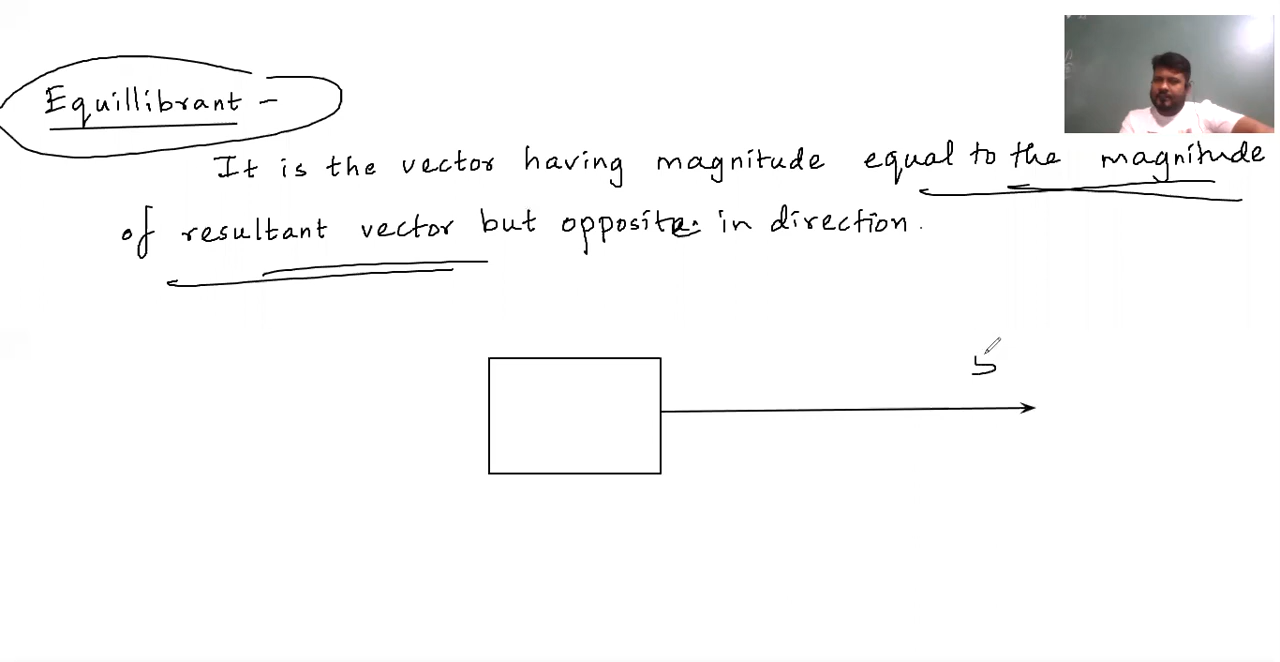 Equillibrant -
It is the vector having magnitude equal to the magnitude
of resultant vector but opposite in direction.
5